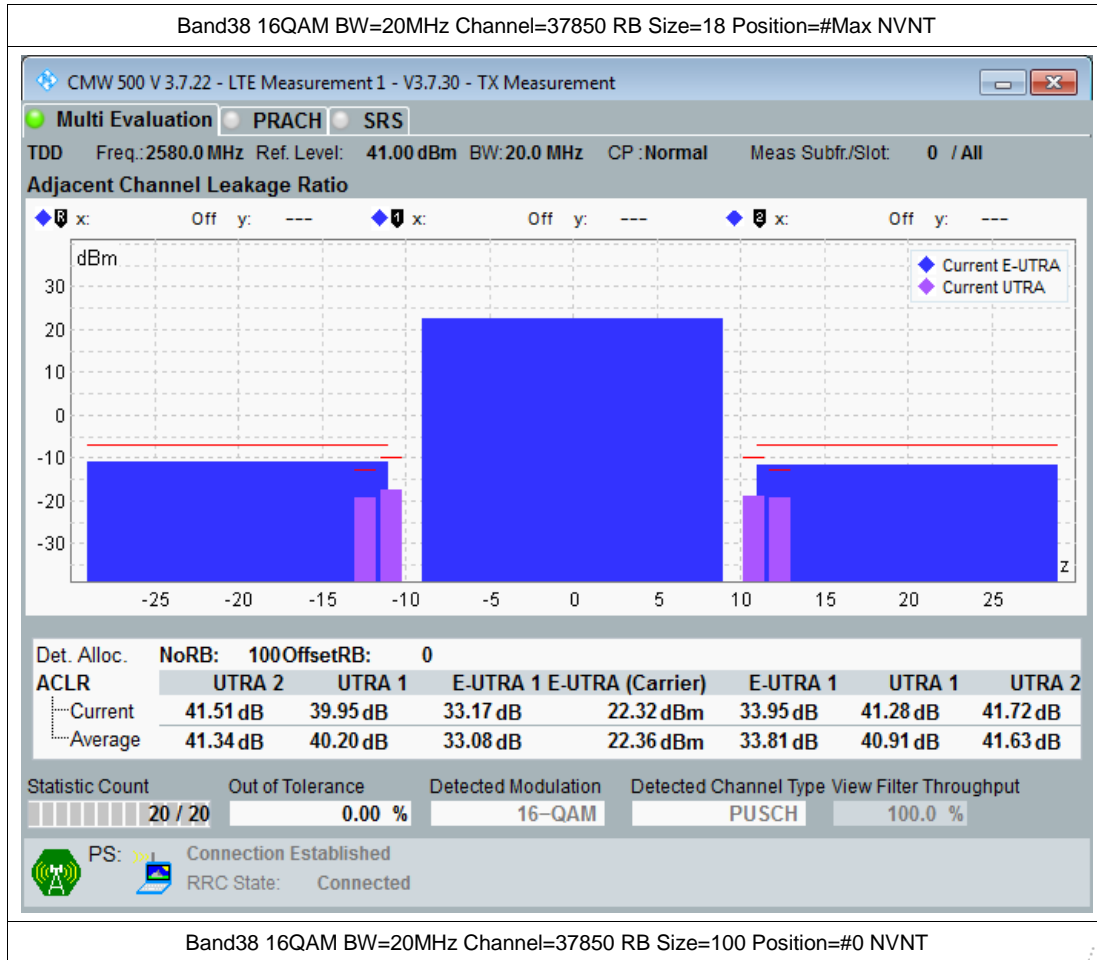 Band38 16QAM BW=20MHz Channel=37850 RB Size=18 Position=#Max NVNT
CMW 500 V 3.7.22 - LTE Measurement 1 - V3.7.30 - TX Measurement
Multi Evaluation PRACH SRS
TDD Freq.:2580.0 MHz Ref. Level: 41.00 dBm BW:20.0 MHz CP :Normal Meas Subfr./Slot: 0 / All
Adjacent Channel Leakage Ratio
R x: Off y: --- 1 x: Off y: --- 2 x: Off y: ---
dBm
Current E-UTRA
Current UTRA
30
20
10
0
-10
-20
-30
z
-25 -20 -15 -10 -5 0 5 10 15 20 25
Det. Alloc. NoRB: 100 OffsetRB: 0
ACLR UTRA 2 UTRA 1 E-UTRA 1 E-UTRA (Carrier) E-UTRA 1 UTRA 1 UTRA 2
Current 41.51 dB 39.95 dB 33.17 dB 22.32 dBm 33.95 dB 41.28 dB 41.72 dB
Average 41.34 dB 40.20 dB 33.08 dB 22.36 dBm 33.81 dB 40.91 dB 41.63 dB
Statistic Count Out of Tolerance Detected Modulation Detected Channel Type View Filter Throughput
20 / 20 0.00 % 16-QAM PUSCH 100.0 %
PS: Connection Established
RRC State: Connected
Band38 16QAM BW=20MHz Channel=37850 RB Size=100 Position=#0 NVNT